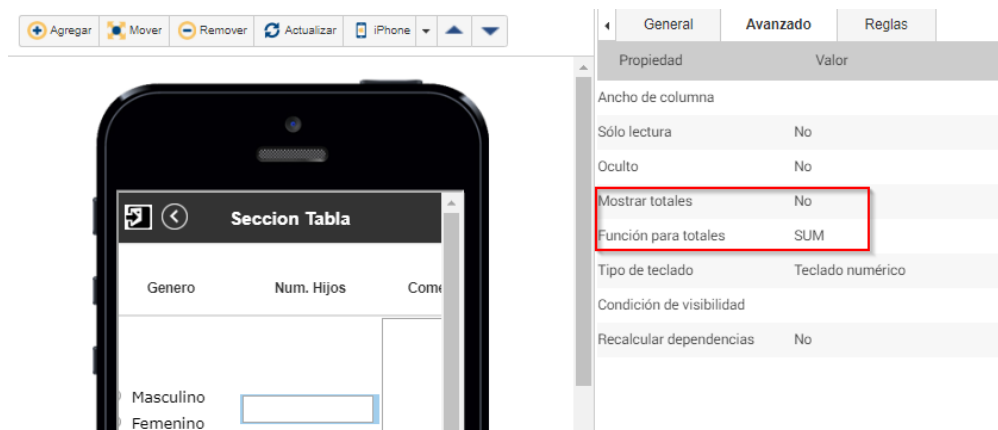 Agregar Mover Remover Actualizar iPhone
General Avanzado Reglas
Propiedad Valor
Ancho de columna
Sólo lectura No
Oculto No
Mostrar totales No
Función para totales SUM
Tipo de teclado Teclado numérico
Condición de visibilidad
Recalcular dependencias No
Seccion Tabla
Genero Num. Hijos Come
Masculino
Femenino